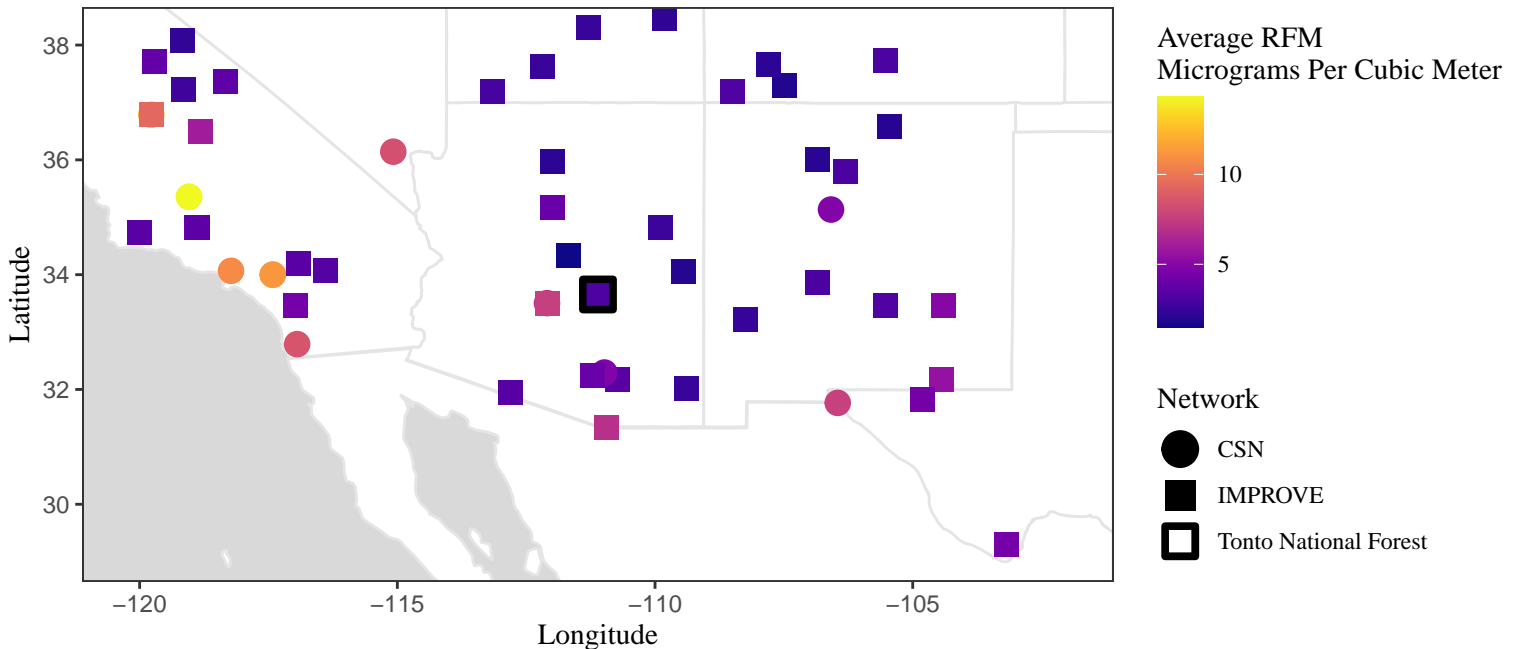 38
36
34
32
30
Latitude
−120
−115
−110
−105
Longitude
Average RFM
Micrograms Per Cubic Meter
10
5
Network
CSN
IMPROVE
Tonto National Forest